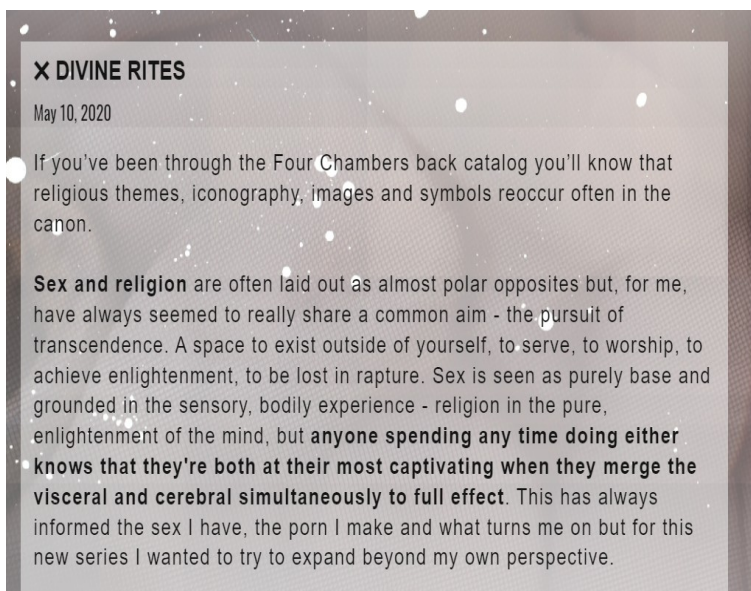 ✕ DIVINE RITES
May 10, 2020
If you've been through the Four Chambers back catalog you'll know that
religious themes, iconography, images and symbols reoccur often in the
canon.
Sex and religion are often laid out as almost polar opposites but, for me,
have always seemed to really share a common aim - the pursuit of
transcendence. A space to exist outside of yourself, to serve, to worship, to
achieve enlightenment, to be lost in rapture. Sex is seen as purely base and
grounded in the sensory, bodily experience - religion in the pure,
enlightenment of the mind, but anyone spending any time doing either
knows that they're both at their most captivating when they merge the
visceral and cerebral simultaneously to full effect. This has always
informed the sex I have, the porn I make and what turns me on but for this
new series I wanted to try to expand beyond my own perspective.